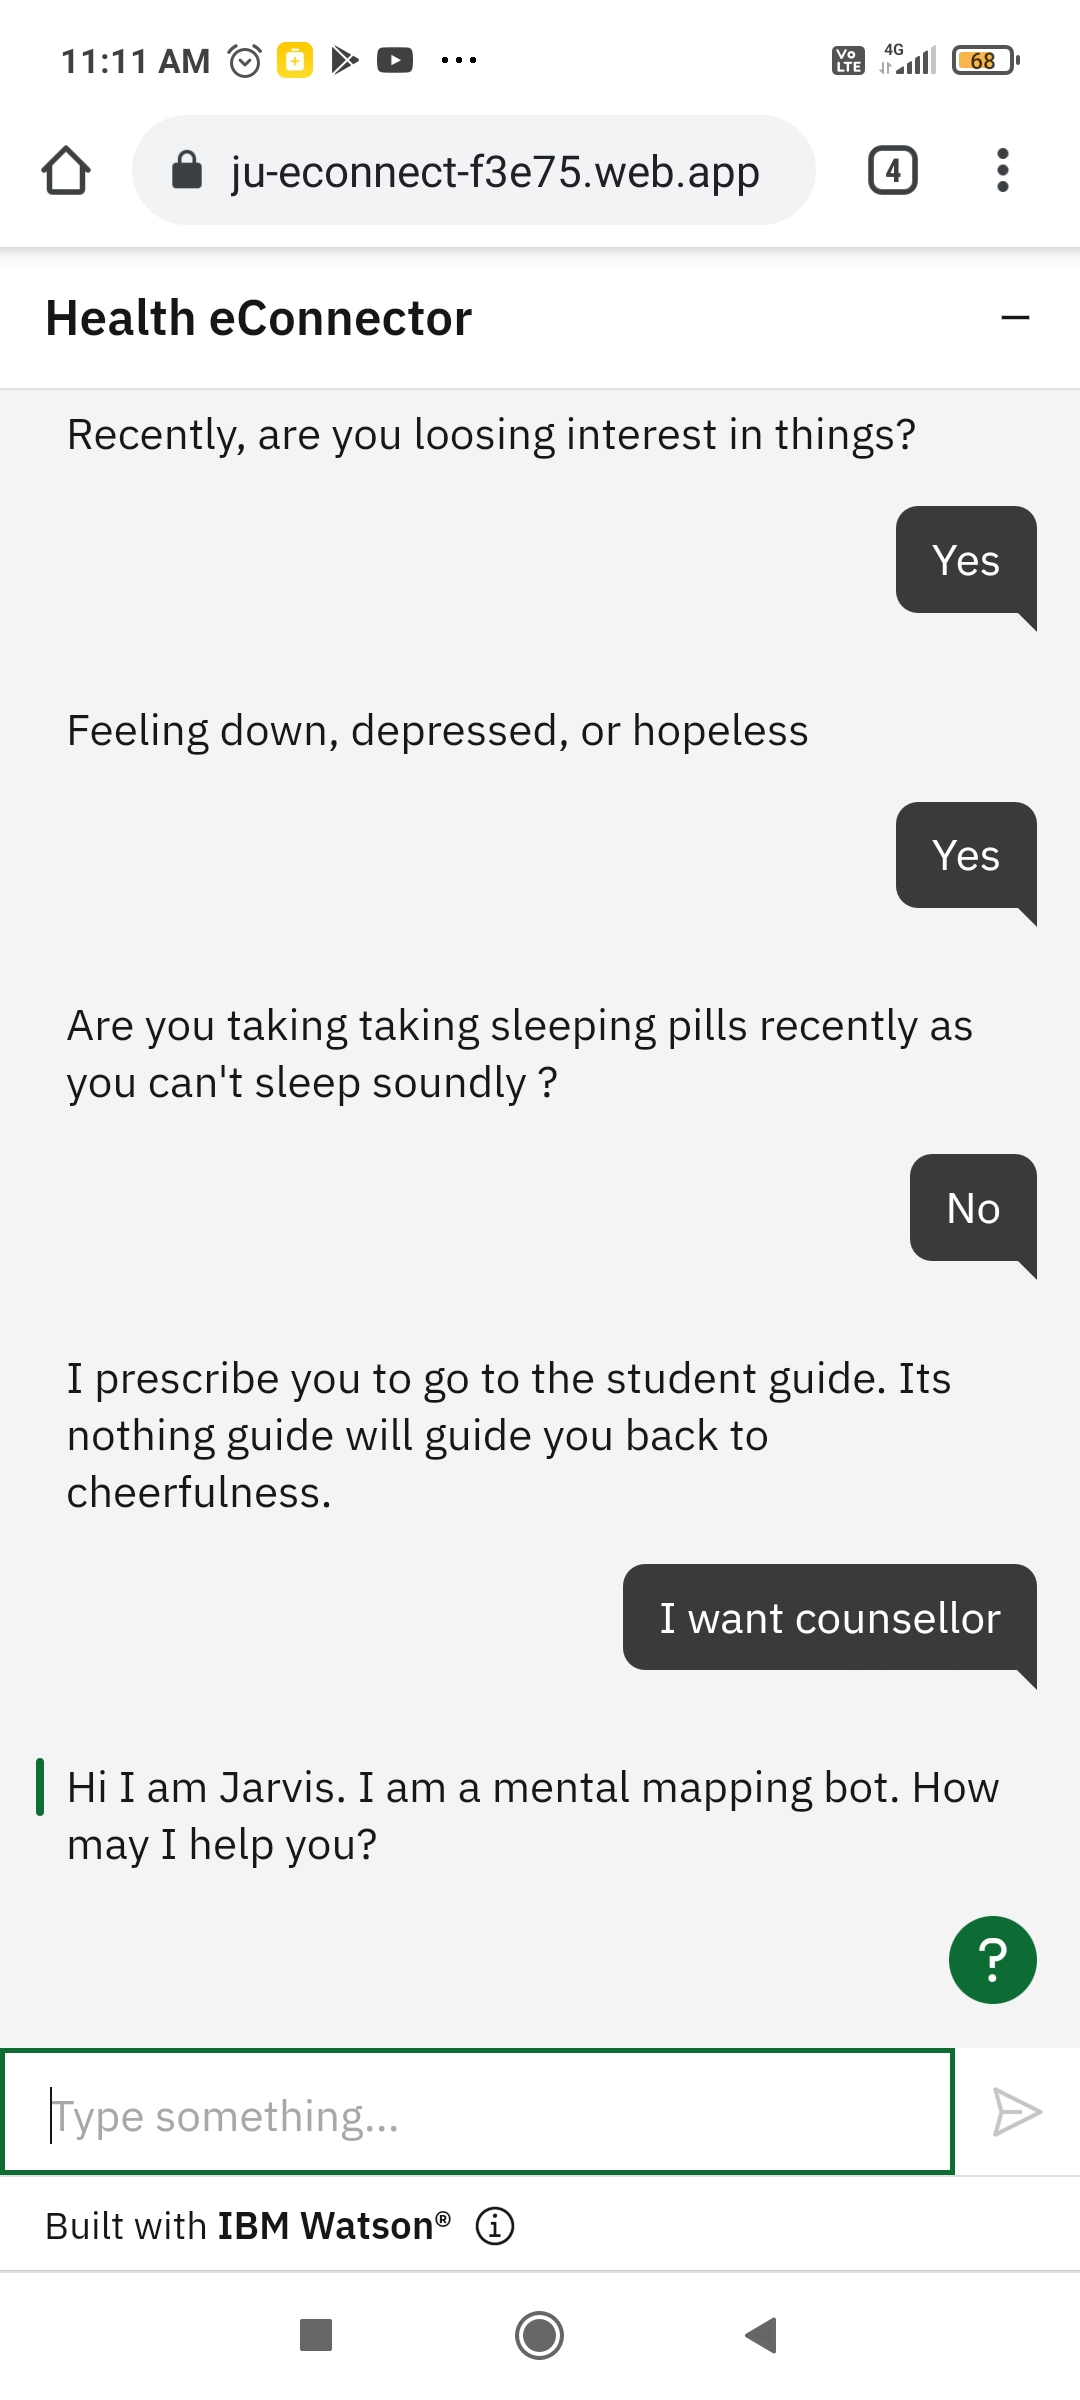 11:11 AM
Vo LTE 4G 68
ju-econnect-f3e75.web.app
4
Health eConnector
Recently, are you loosing interest in things?
Yes
Feeling down, depressed, or hopeless
Yes
Are you taking taking sleeping pills recently as
you can't sleep soundly ?
No
I prescribe you to go to the student guide. Its
nothing guide will guide you back to
cheerfulness.
I want counsellor
Hi I am Jarvis. I am a mental mapping bot. How
may I help you?
?
Type something...
Built with IBM Watson®